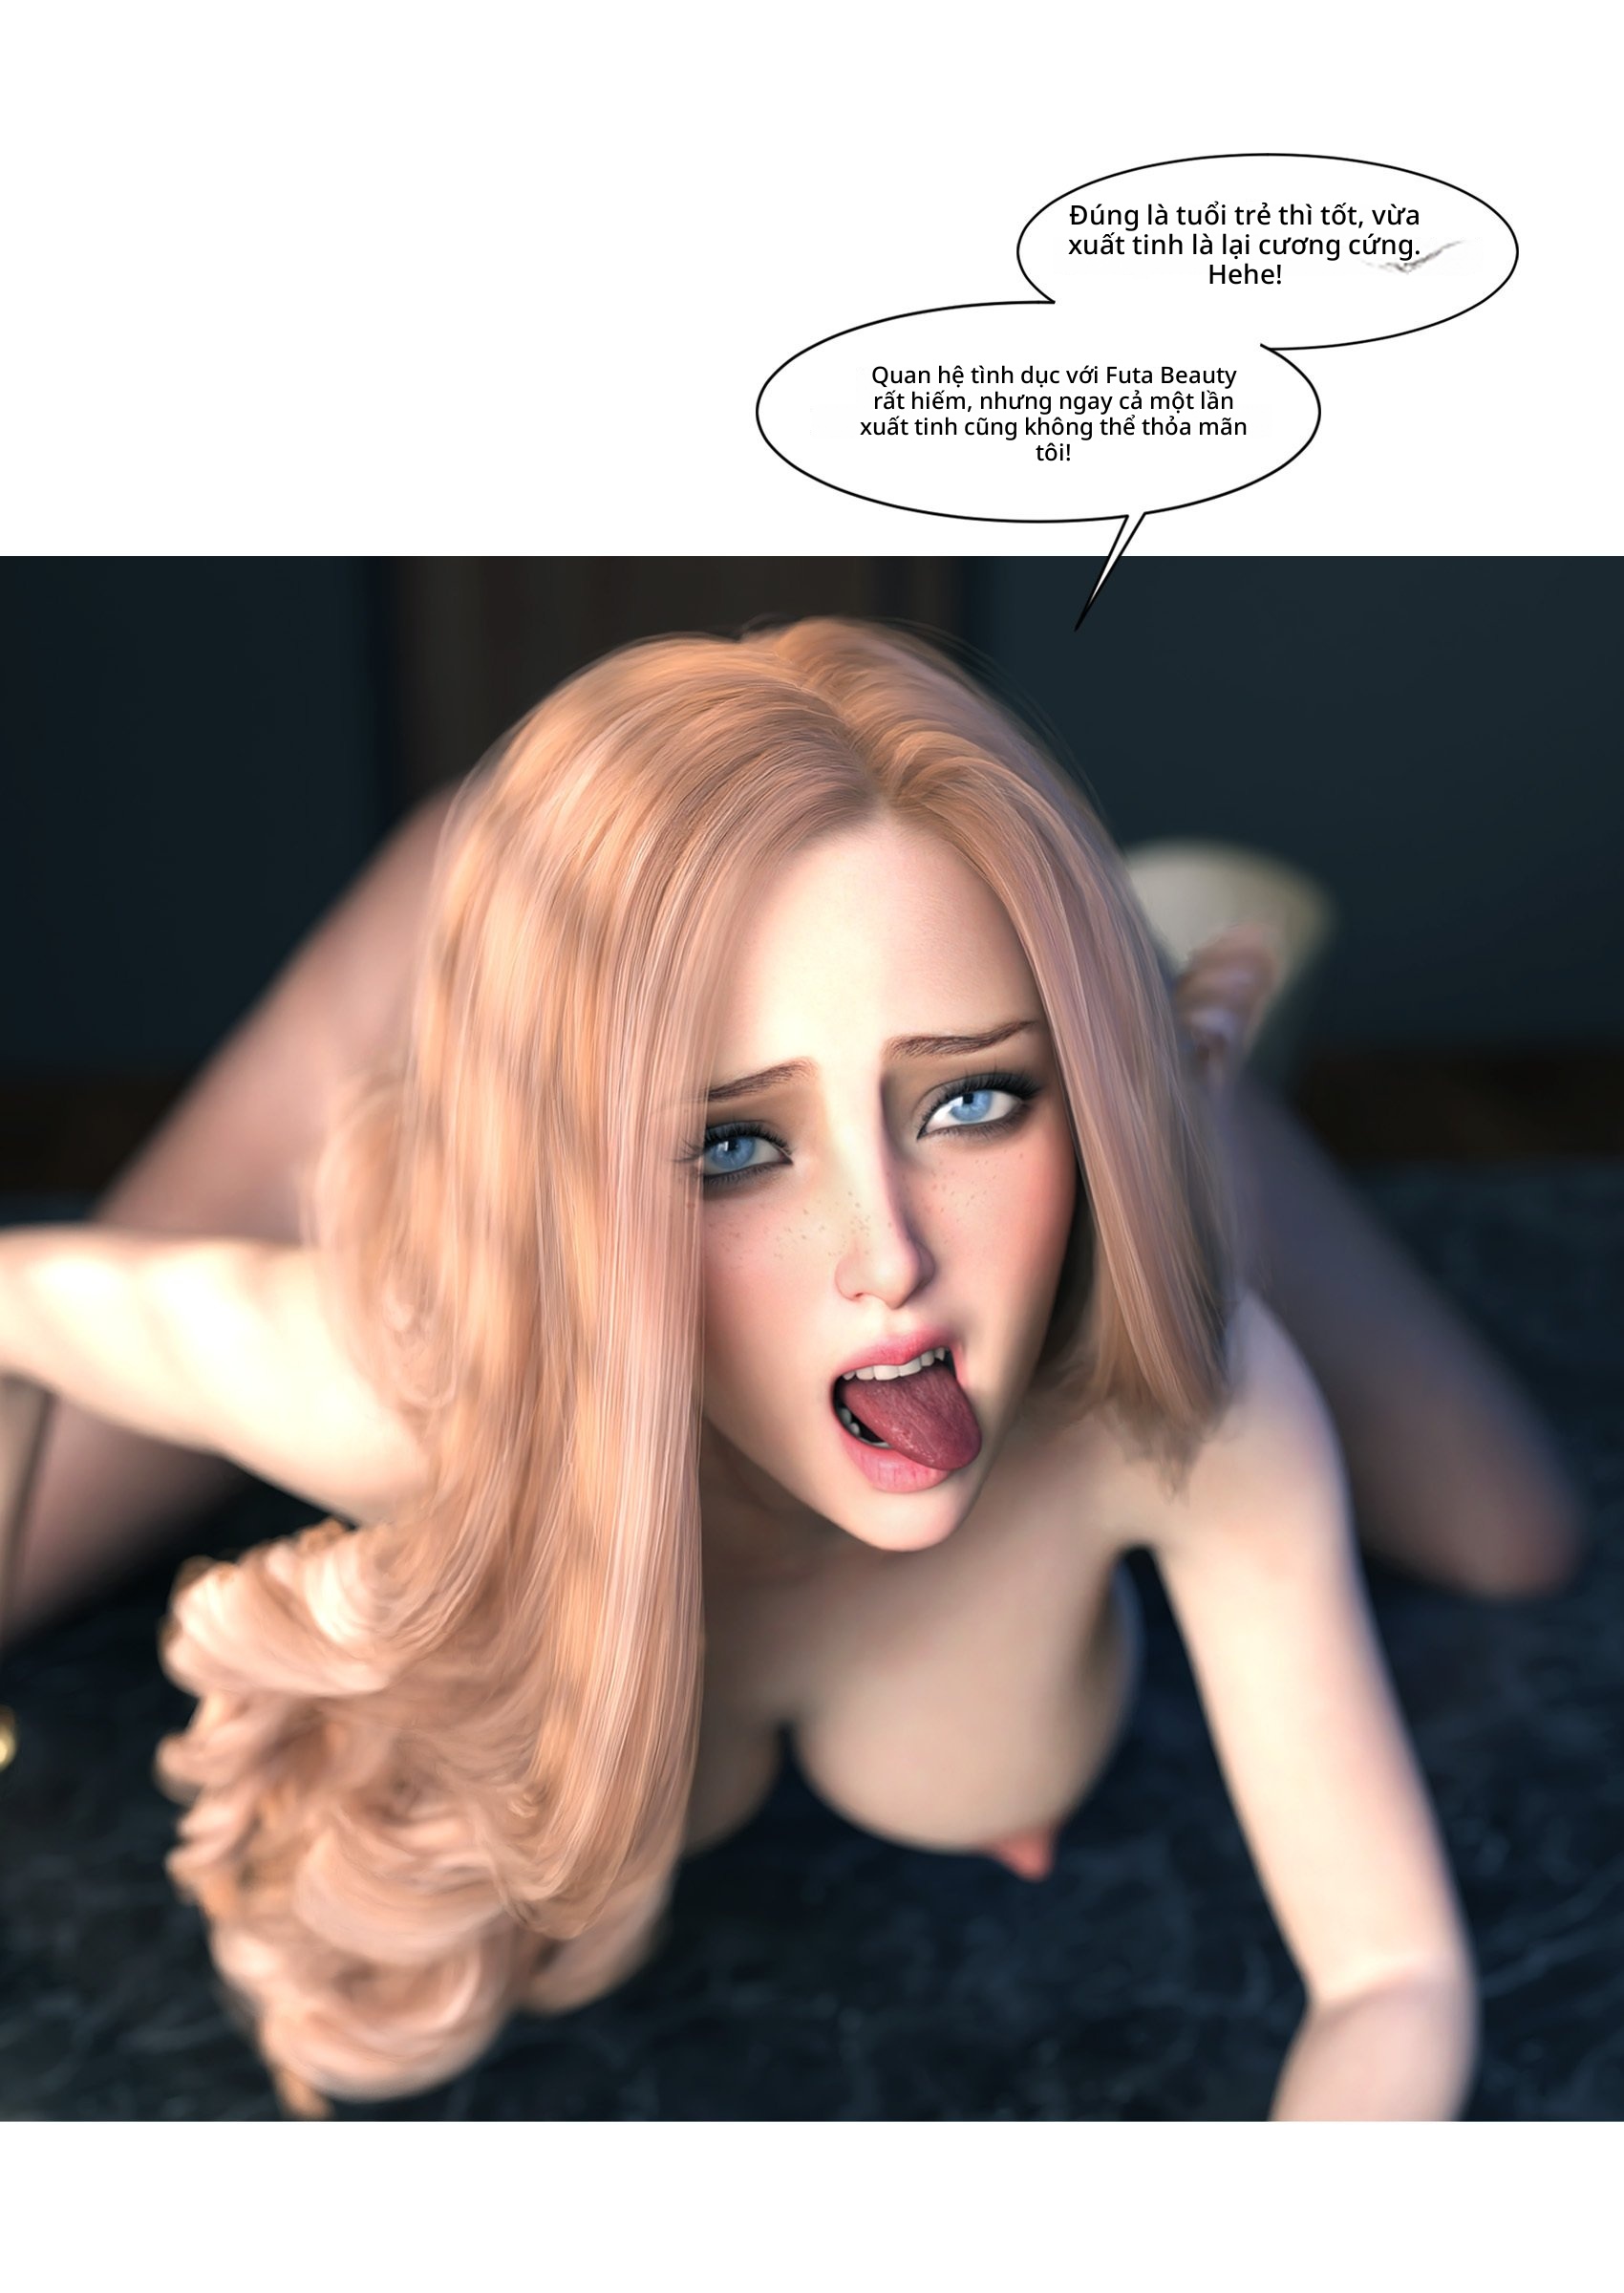 Đúng là tuổi trẻ thì tốt, vừa
xuất tinh là lại cương cứng.
Hehe!
Quan hệ tình dục với Futa Beauty
rất hiếm, nhưng ngay cả một lần
xuất tinh cũng không thể thỏa mãn
tôi!